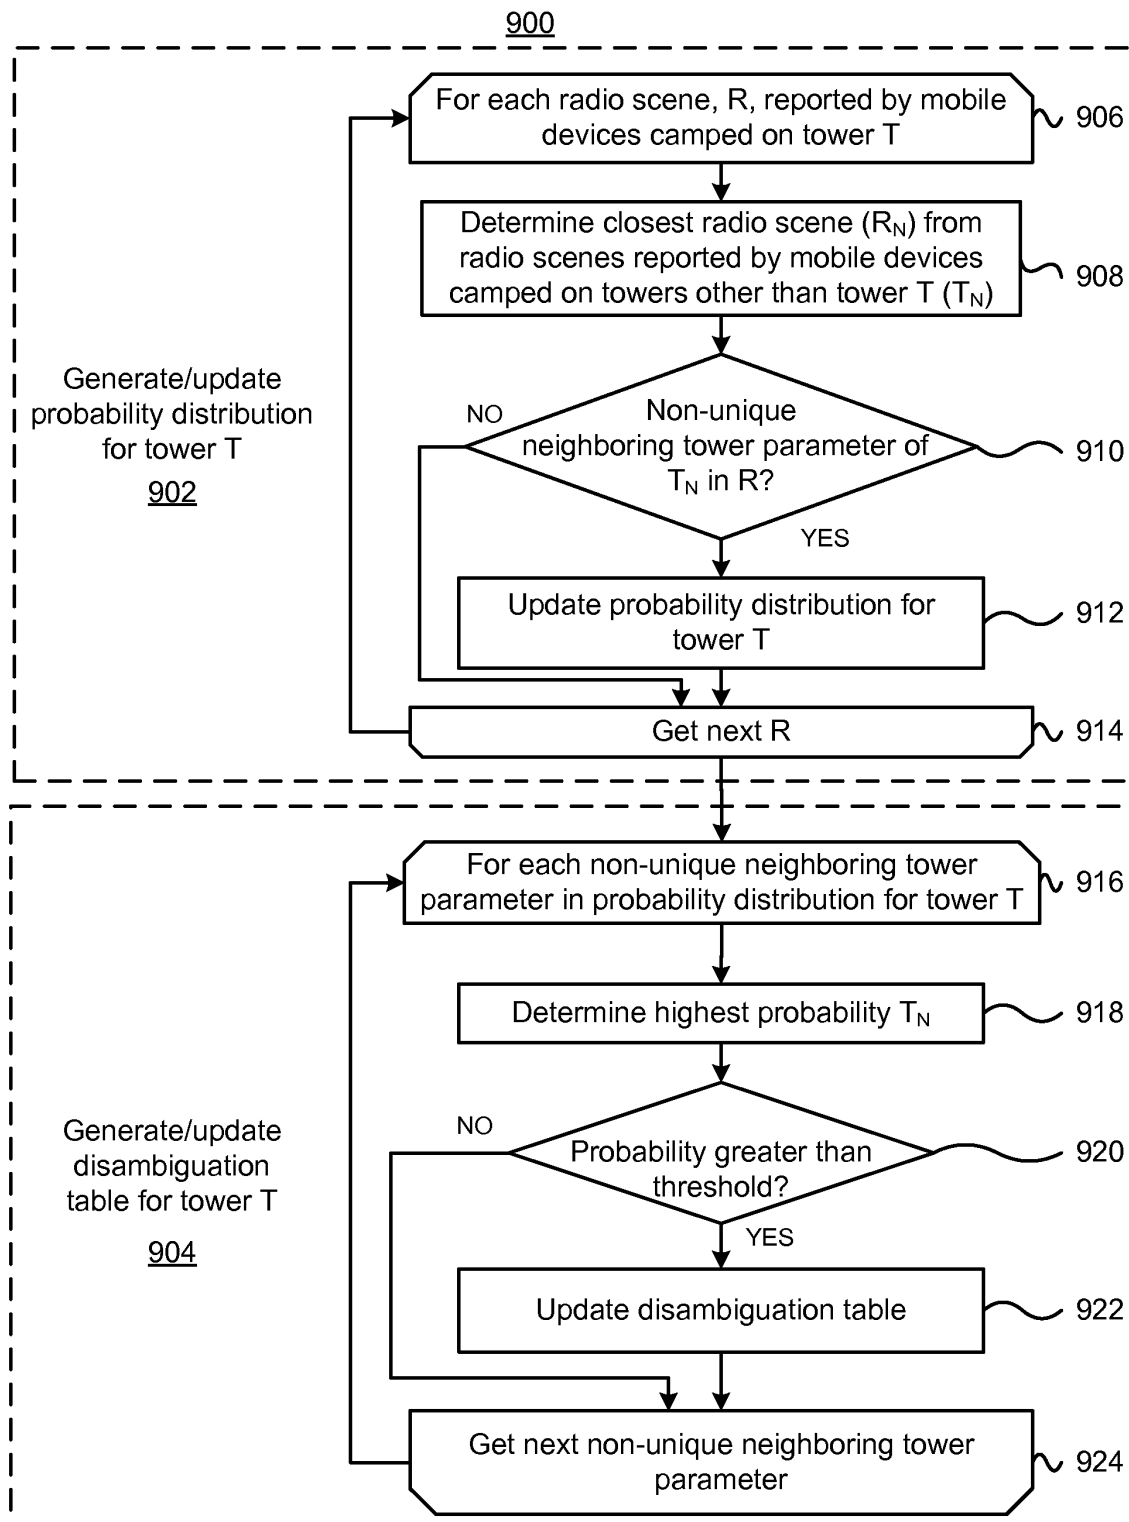 900
For each radio scene, R, reported by mobile
devices camped on tower T
906
Determine closest radio scene (RN) from
radio scenes reported by mobile devices
camped on towers other than tower T (TN)
908
Generate/update
probability distribution
for tower T
902
NO
Non-unique
neighboring tower parameter of
TN in R?
910
YES
Update probability distribution for
tower T
912
Get next R
914
For each non-unique neighboring tower
parameter in probability distribution for tower T
916
Determine highest probability TN
918
Generate/update
disambiguation
table for tower T
904
NO
Probability greater than
threshold?
920
YES
Update disambiguation table
922
Get next non-unique neighboring tower
parameter
924